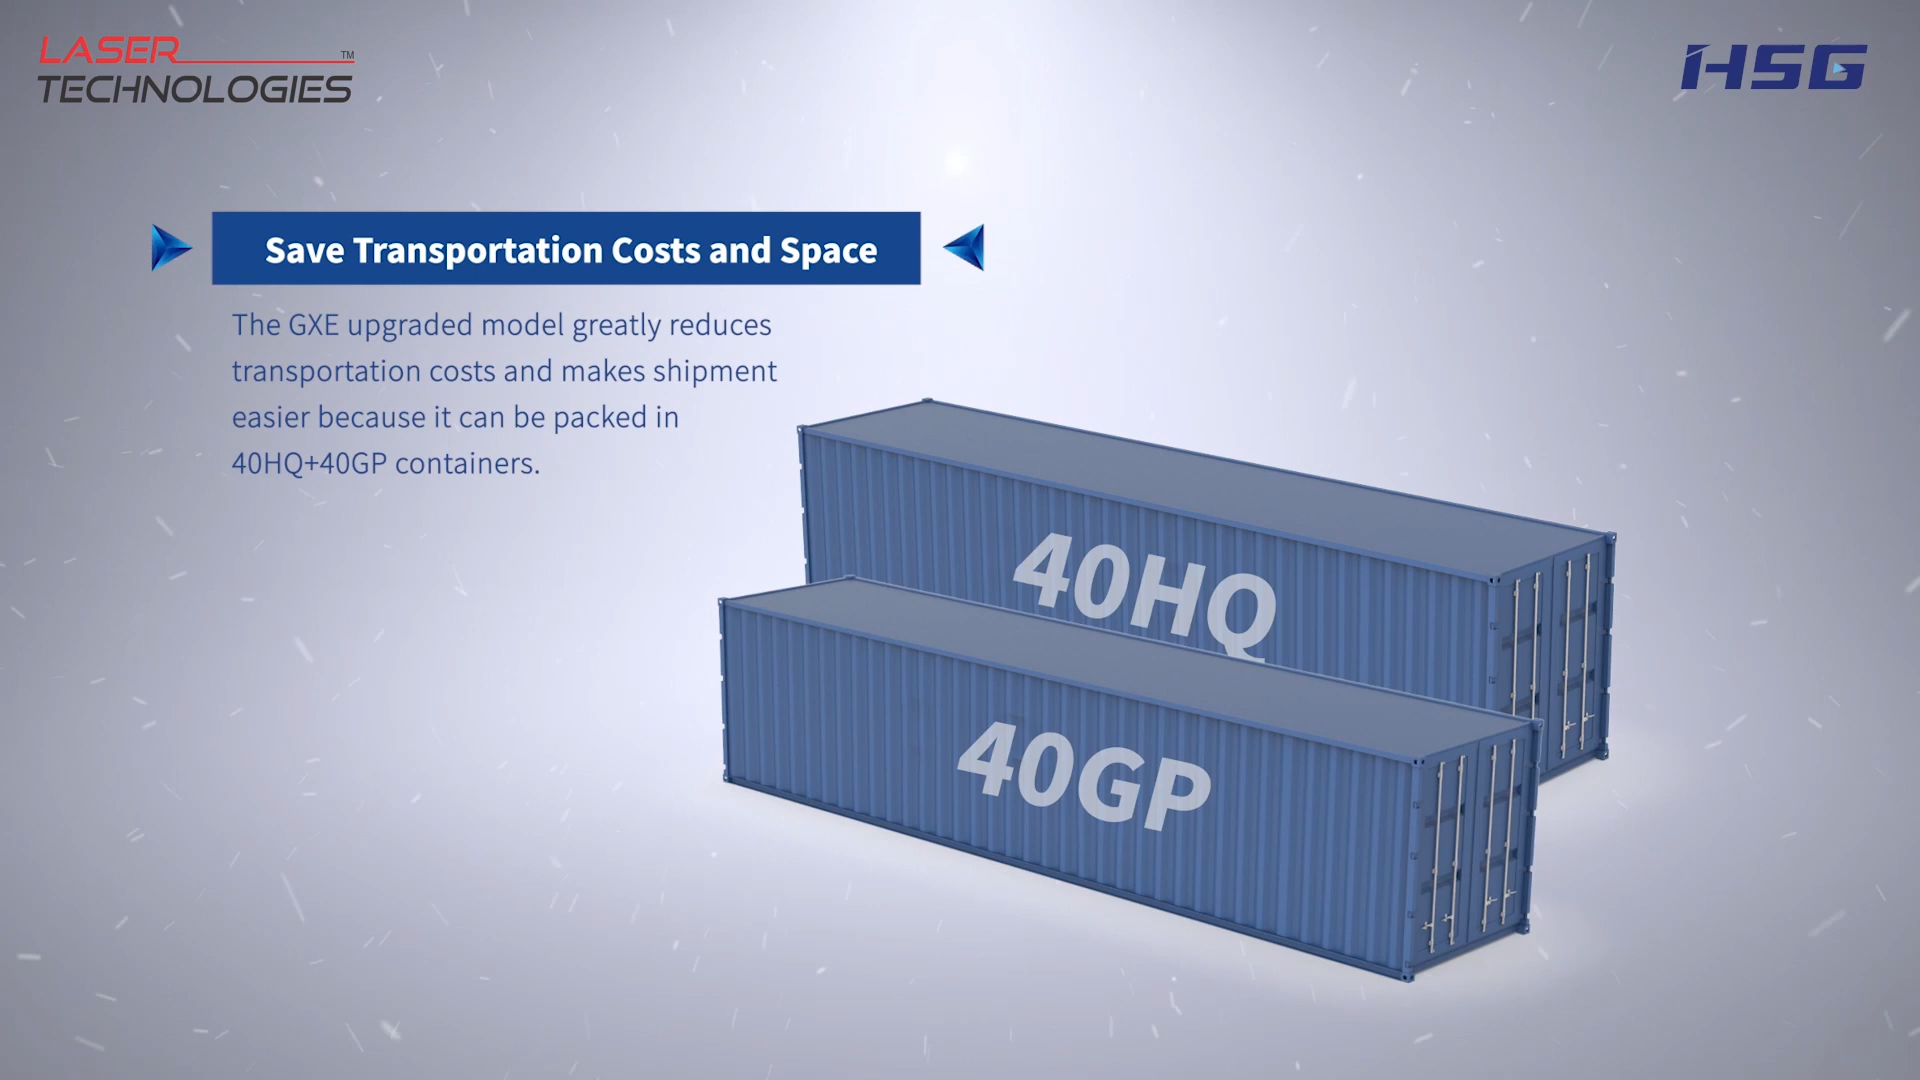 LASER TM
TECHNOLOGIES
HSG
Save Transportation Costs and Space
The GXE upgraded model greatly reduces
transportation costs and makes shipment
easier because it can be packed in
40HQ+40GP containers.
40HQ
40GP